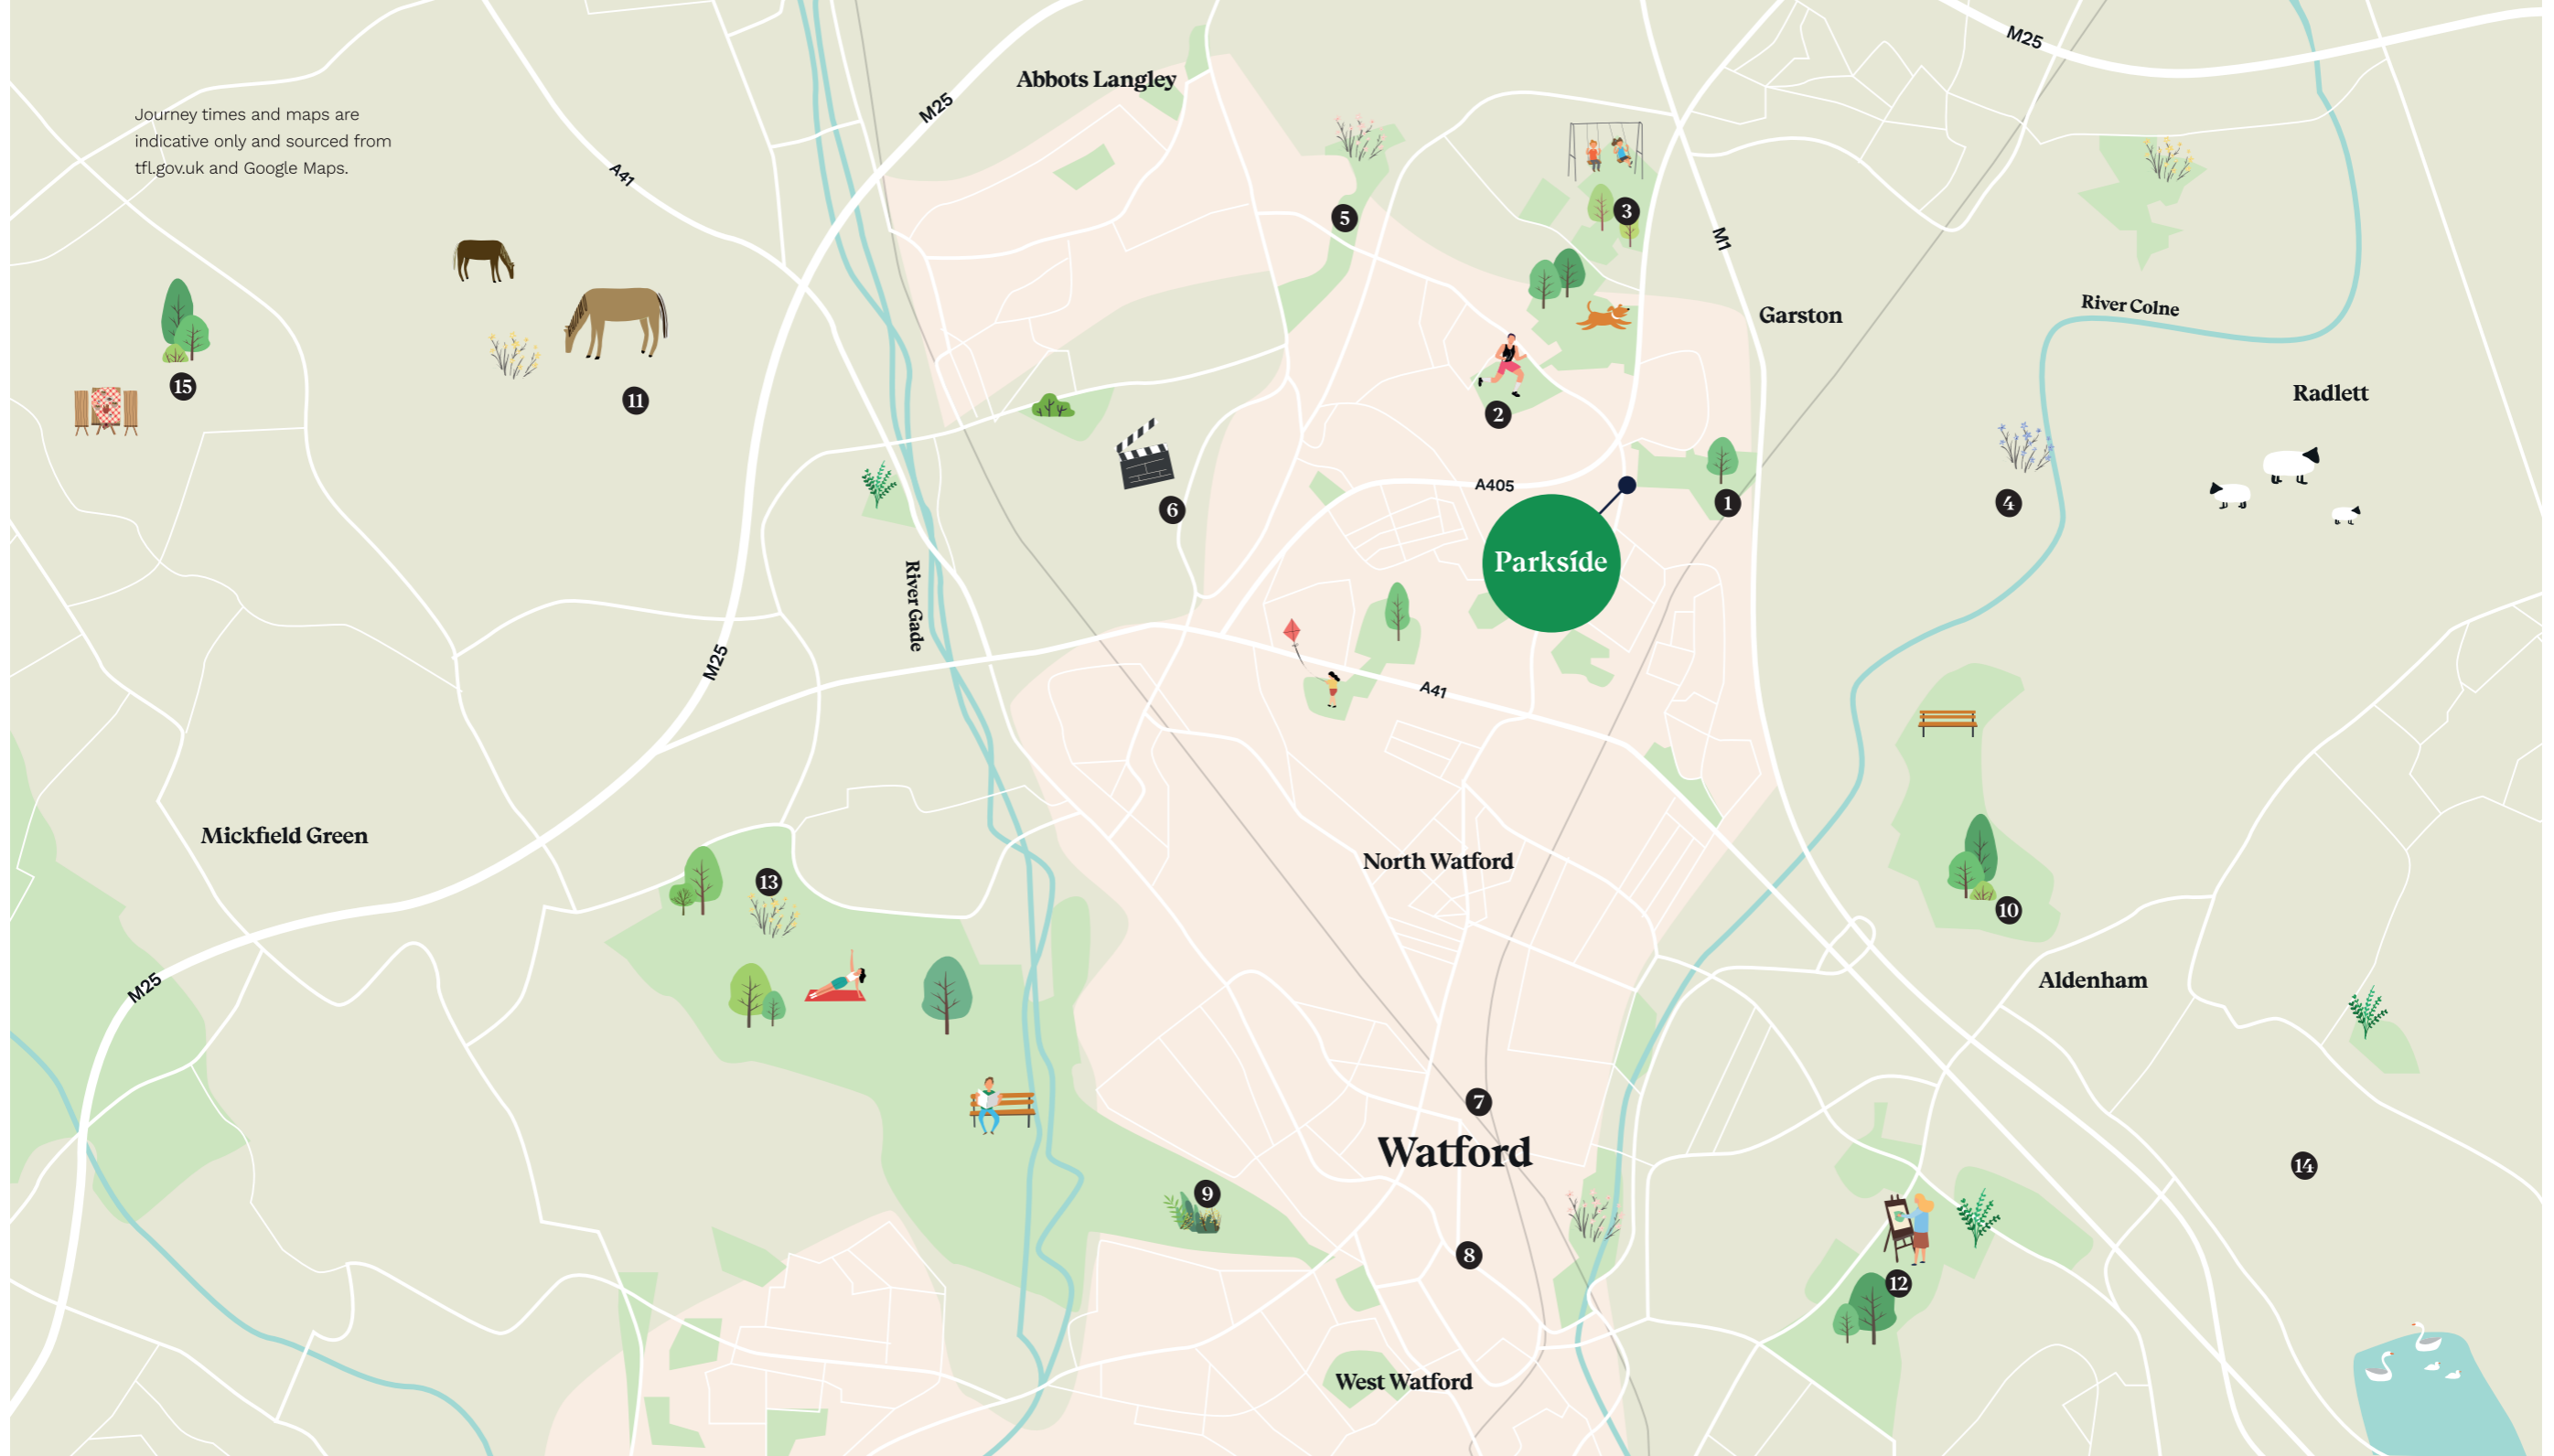 M25
Abbots Langley
M25
Journey times and maps are
indicative only and sourced from
tfl.gov.uk and Google Maps.
A41
5
3
M1
River Colne
Garston
15
11
Radlett
2
A405
1
4
6
Parksíde
River Gade
M25
A41
Mickfield Green
North Watford
13
10
M25
Aldenham
7
Watford
14
9
8
12
West Watford